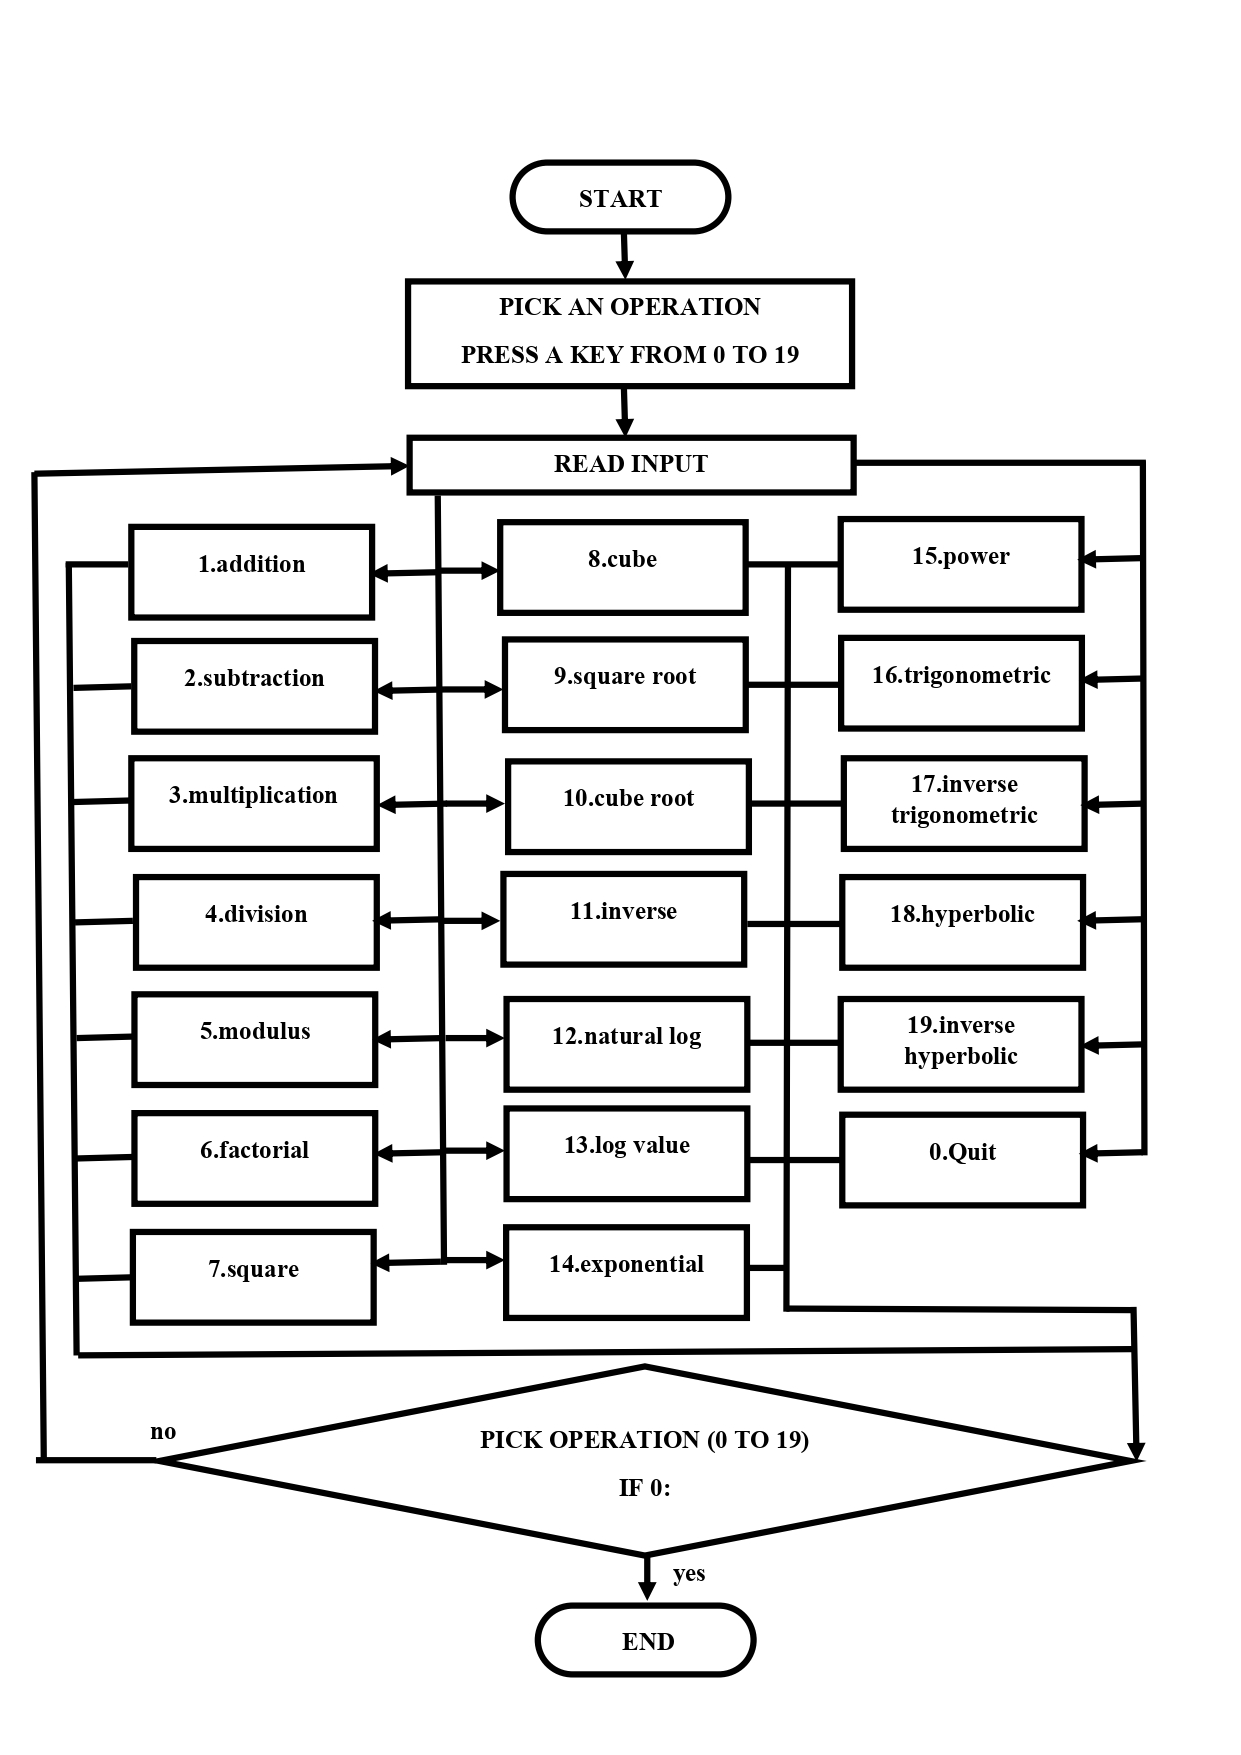 START
PICK AN OPERATION
PRESS A KEY FROM 0 TO 19
READ INPUT
1.addition
8.cube
15.power
2.subtraction
9.square root
16.trigonometric
3.multiplication
10.cube root
17.inverse
trigonometric
4.division
11.inverse
18.hyperbolic
5.modulus
12.natural log
19.inverse
hyperbolic
6.factorial
13.log value
0.Quit
7.square
14.exponential
no
PICK OPERATION (0 TO 19)
IF 0:
yes
END